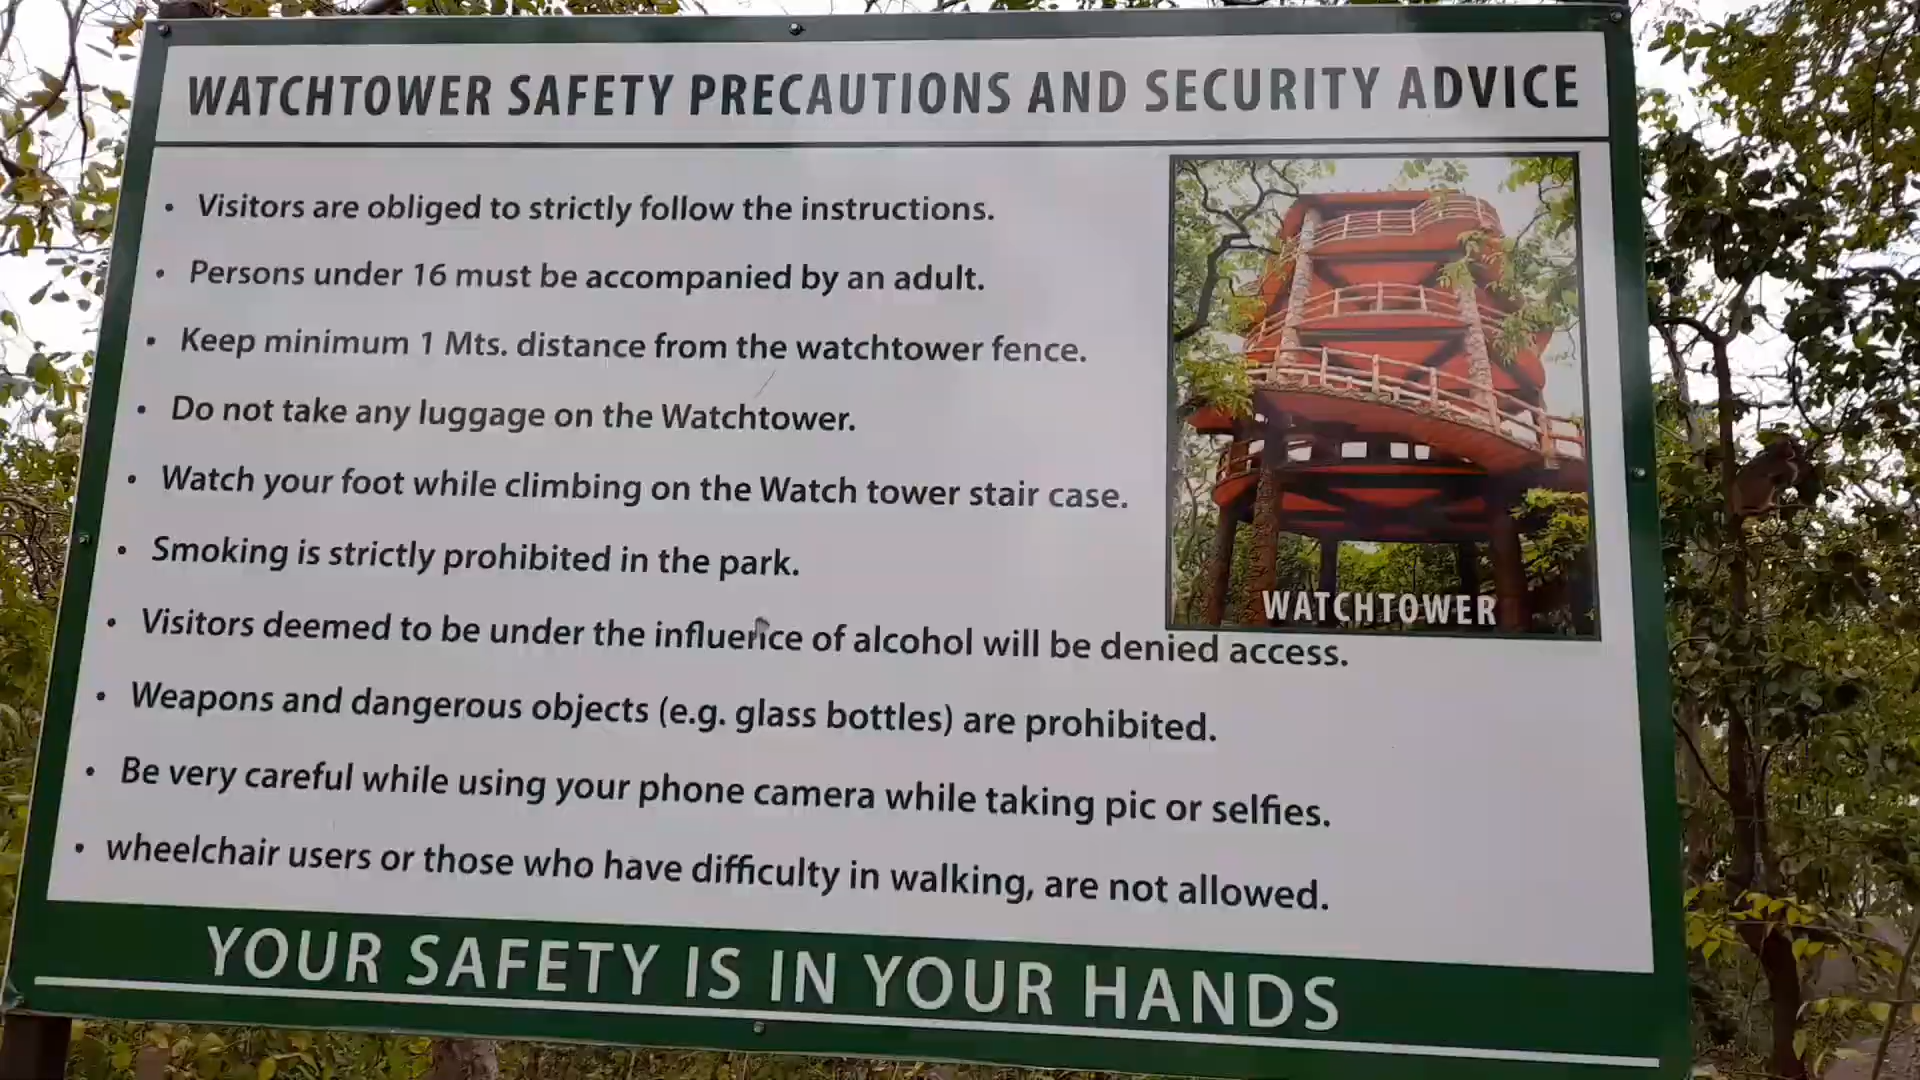 WATCHTOWER SAFETY PRECAUTIONS AND SECURITY ADVICE
• Visitors are obliged to strictly follow the instructions.
• Persons under 16 must be accompanied by an adult.
• Keep minimum 1 Mts. distance from the watchtower fence.
• Do not take any luggage on the Watchtower.
• Watch your foot while climbing on the Watch tower stair case.
• Smoking is strictly prohibited in the park.
• Visitors deemed to be under the influence of alcohol will be denied access.
• Weapons and dangerous objects (e.g. glass bottles) are prohibited.
• Be very careful while using your phone camera while taking pic or selfies.
• wheelchair users or those who have difficulty in walking, are not allowed.
WATCHTOWER
YOUR SAFETY IS IN YOUR HANDS